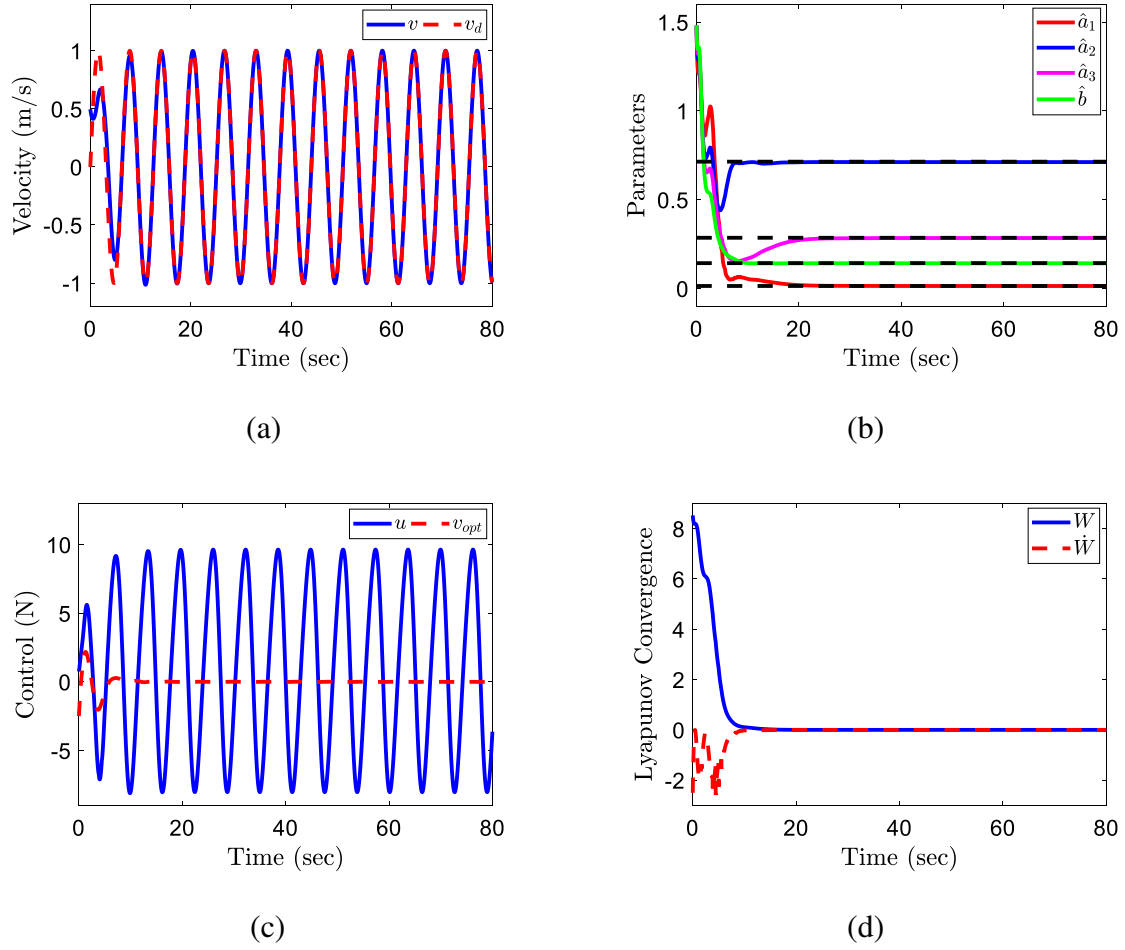 v v_d
1
0.5
0
-0.5
-1
0 20 40 60 80
Velocity (m/s)
Time (sec)
(a)
â₁
â₂
â₃
b̂
1.5
1
0.5
0
0 20 40 60 80
Parameters
Time (sec)
(b)
u v_opt
10
5
0
-5
0 20 40 60 80
Control (N)
Time (sec)
(c)
W
Ẇ
8
6
4
2
0
-2
0 20 40 60 80
Lyapunov Convergence
Time (sec)
(d)